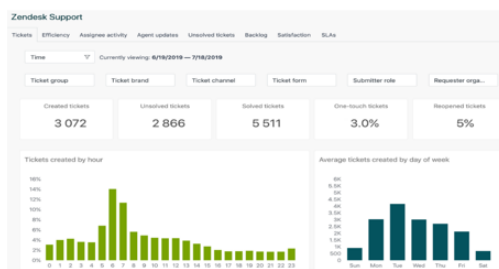 Zendesk Support
Tickets Efficiency Assignee activity Agent updates Unsolved tickets Backlog Satisfaction SLAs
Time Currently viewing: 6/19/2019 — 7/18/2019
Ticket group Ticket brand Ticket channel Ticket form Submitter role Requester orga...
Created tickets Unsolved tickets Solved tickets One-touch tickets Reopened tickets
3 072 2 866 5 511 3.0% 5%
Tickets created by hour Average tickets created by day of week
16%
14%
12%
10%
8%
6%
4%
2%
0%
0 1 2 3 4 5 6 7 8 9 10 11 12 13 14 15 16 17 18 19 20 21 22 23
6K
5.5K
5K
4.5K
4K
3.5K
3K
2.5K
2K
1.5K
1K
500
0
Sun Mon Tue Wed Thu Fri Sat